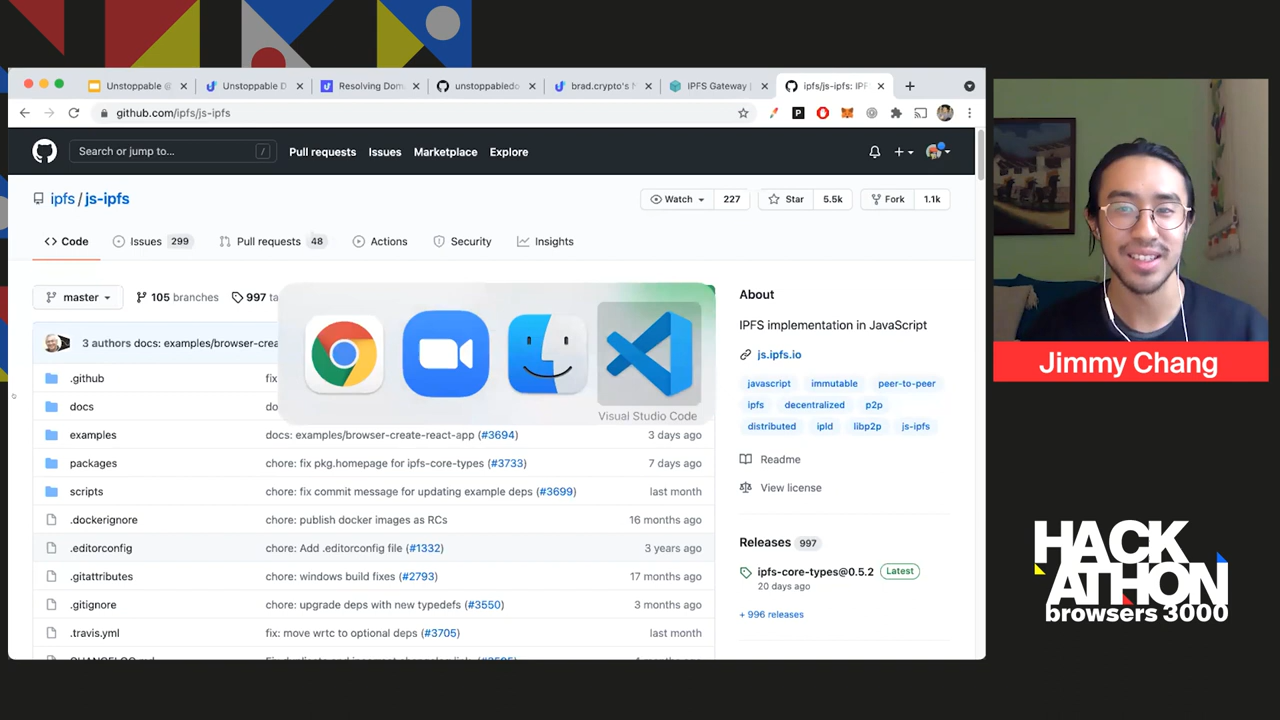 Unstoppable @
Unstoppable D
Resolving Dom
unstoppabledo
brad.crypto's
IPFS Gateway
ipfs/js-ipfs: IPF
github.com/ipfs/js-ipfs
P
Search or jump to...
/
Pull requests
Issues
Marketplace
Explore
ipfs / js-ipfs
Watch 227
Star 5.5k
Fork 1.1k
Code
Issues 299
Pull requests 48
Actions
Security
Insights
master
105 branches
997 ta
3 authors docs: examples/browser-crea
.github fix
docs do
examples docs: examples/browser-create-react-app (#3694) 3 days ago
packages chore: fix pkg.homepage for ipfs-core-types (#3733) 7 days ago
scripts chore: fix commit message for updating example deps (#3699) last month
.dockerignore chore: publish docker images as RCs 16 months ago
.editorconfig chore: Add .editorconfig file (#1332) 3 years ago
.gitattributes chore: windows build fixes (#2793) 17 months ago
.gitignore chore: upgrade deps with new typedefs (#3550) 3 months ago
.travis.yml fix: move wrtc to optional deps (#3705) last month
Visual Studio Code
About
IPFS implementation in JavaScript
js.ipfs.io
javascript immutable peer-to-peer
ipfs decentralized p2p
distributed ipld libp2p js-ipfs
Readme
View license
Releases 997
ipfs-core-types@0.5.2 Latest
20 days ago
+ 996 releases
Jimmy Chang
HACK
ATHON
browsers 3000